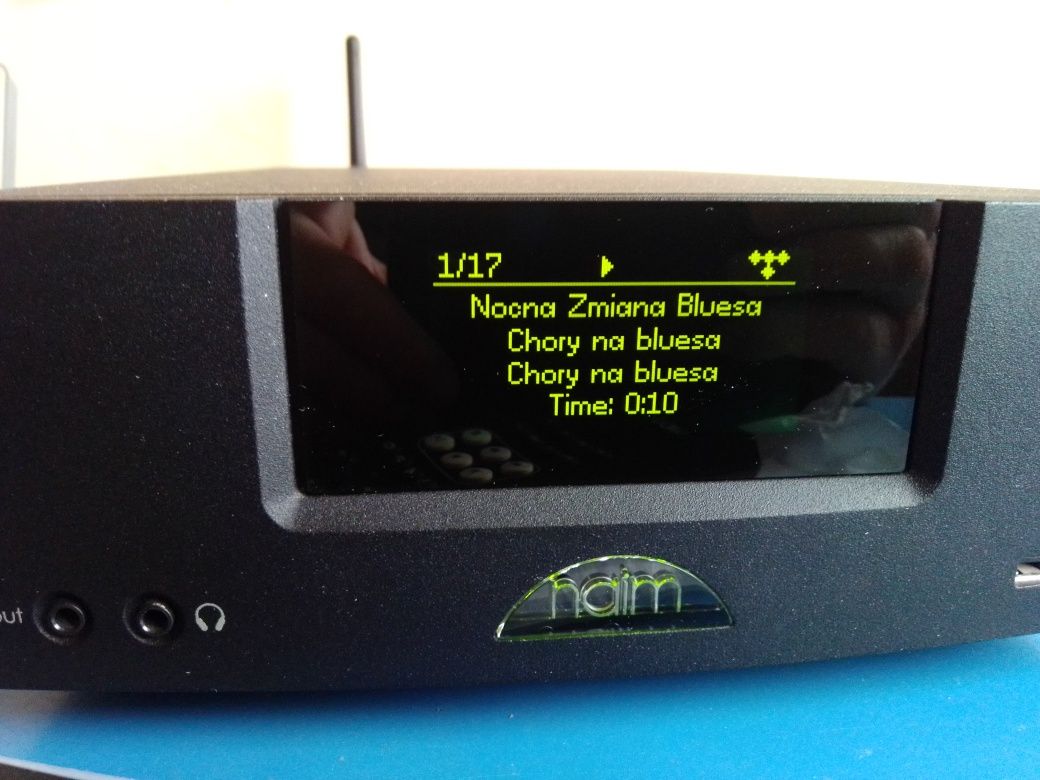 1/17
Nocna Zmiana Bluesa
Chory na bluesa
Chory na bluesa
Time: 0:10
naim